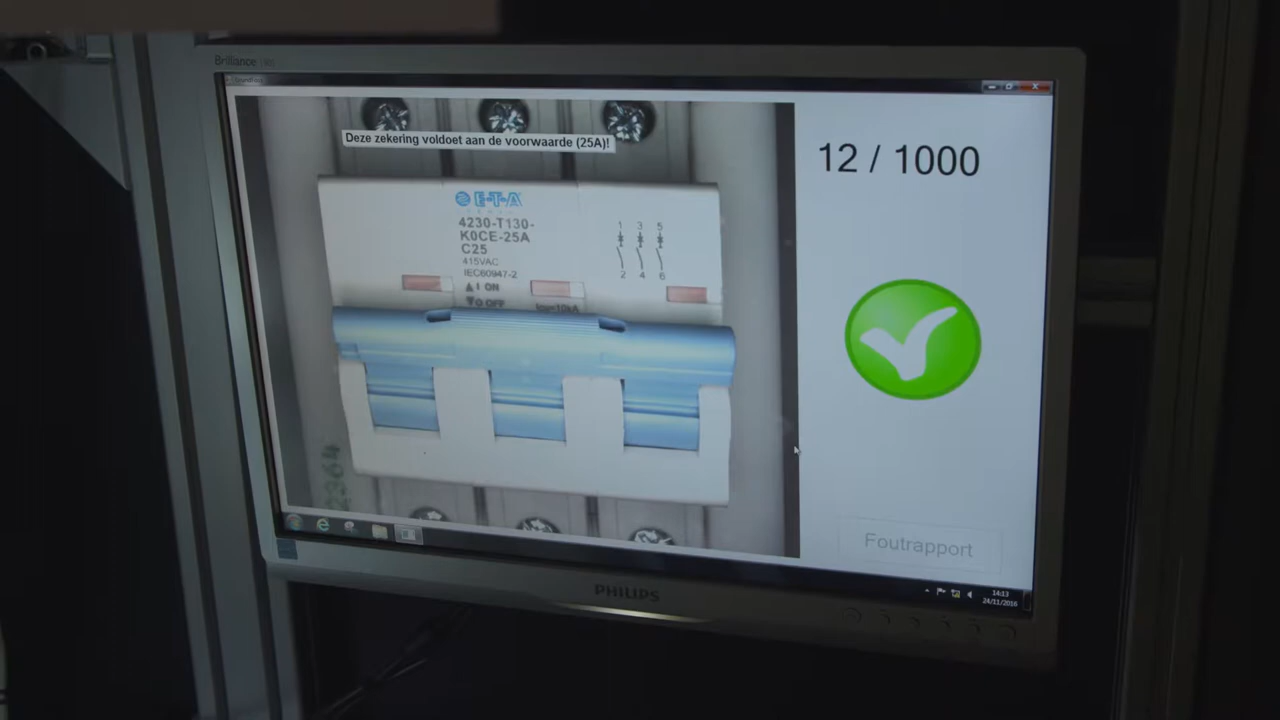 Brilliance
Deze zekering voldoet aan de voorwaarde (25A)!
12 / 1000
E-T-A
4230-T130-
K0CE-25A
C25
415VAC
IEC60947-2
▲ I ON
▼ O OFF
1 3 5
2 4 6
2364
Foutrapport
14:13
24/11/2016
PHILIPS